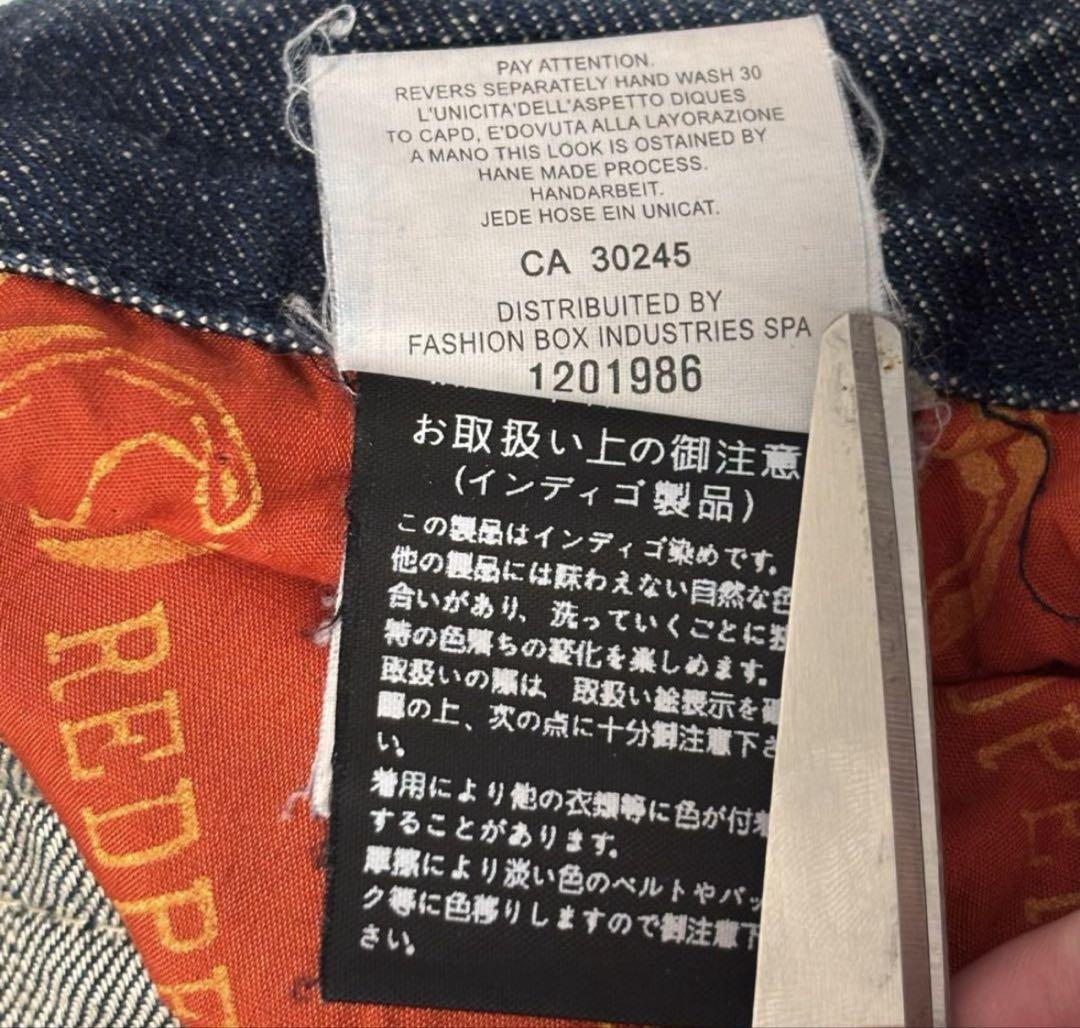 PAY ATTENTION.
REVERS SEPARATELY HAND WASH 30
L'UNICITA'DELL'ASPETTO DIQUES
TO CAPD, E'DOVUTA ALLA LAYORAZIONE
A MANO THIS LOOK IS OSTAINED BY
HANE MADE PROCESS.
HANDARBEIT.
JEDE HOSE EIN UNICAT.
CA 30245
DISTRIBUITED BY
FASHION BOX INDUSTRIES SPA
1201986
お取扱い上の御注意
(インディゴ製品)
この製品はインディゴ染めです。
他の製品には味わえない自然な色
合いがあり、洗っていくごとに独
特の色落ちの変化を楽しめます。
取扱いの際は、取扱い絵表示を確
認の上、次の点に十分御注意下さ
い。
着用により他の衣類等に色が付着
することがあります。
摩擦により淡い色のベルトやバッ
ク等に色移りしますので御注意下
さい。
REDPE